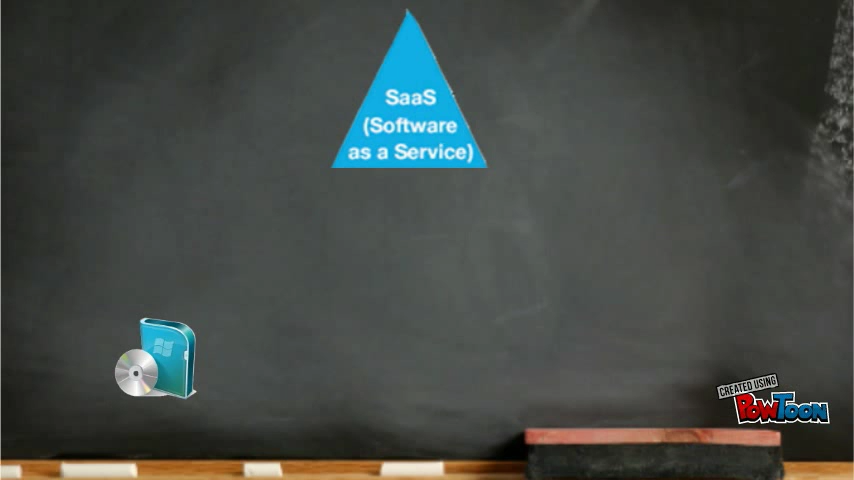 SaaS
(Software
as a Service)
CREATED USING
POWTOON